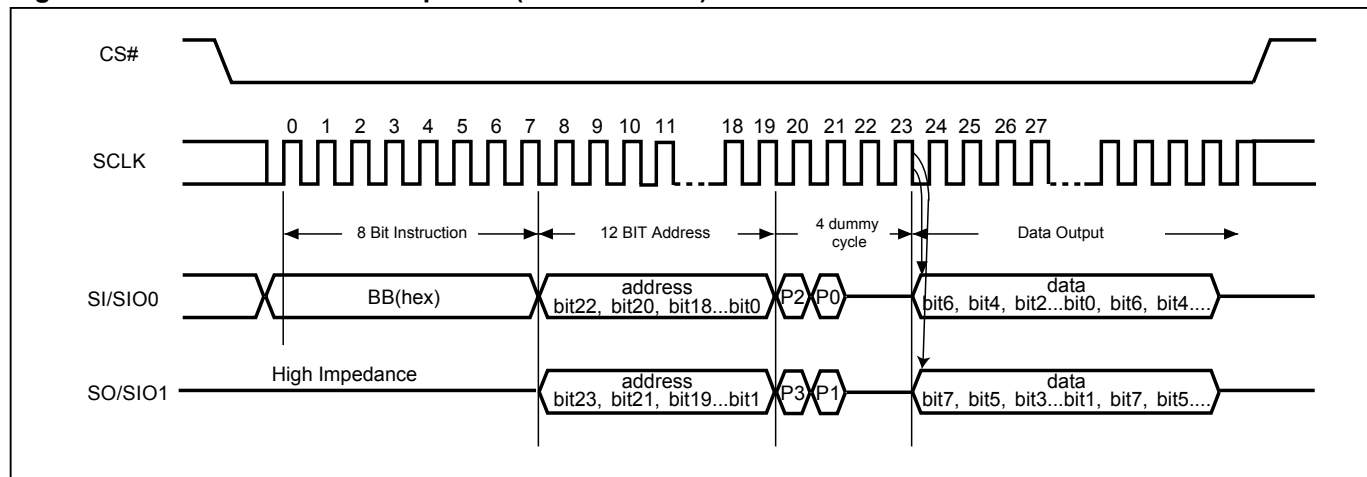 CS#
0 1 2 3 4 5 6 7 8 9 10 11 18 19 20 21 22 23 24 25 26 27
SCLK
8 Bit Instruction
12 BIT Address
4 dummy
cycle
Data Output
SI/SIO0
BB(hex)
address
bit22, bit20, bit18...bit0
P2
P0
data
bit6, bit4, bit2...bit0, bit6, bit4....
High Impedance
SO/SIO1
address
bit23, bit21, bit19...bit1
P3
P1
data
bit7, bit5, bit3...bit1, bit7, bit5....